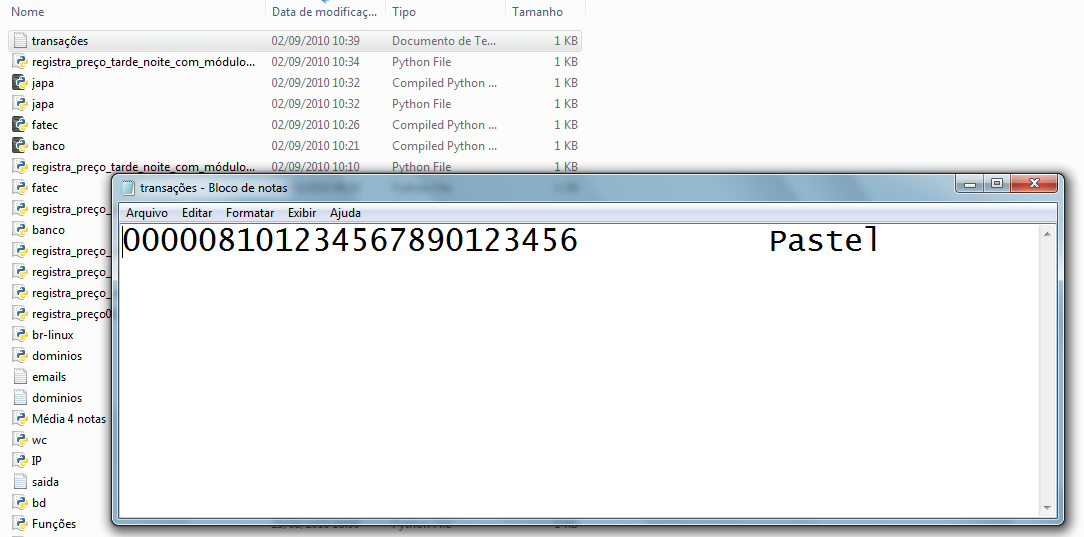 Nome Data de modificaç... Tipo Tamanho
transações 02/09/2010 10:39 Documento de Te... 1 KB
registra_preço_tarde_noite_com_módulo... 02/09/2010 10:34 Python File 1 KB
japa 02/09/2010 10:32 Compiled Python ... 1 KB
japa 02/09/2010 10:32 Python File 1 KB
fatec 02/09/2010 10:26 Compiled Python ... 1 KB
banco 02/09/2010 10:21 Compiled Python ... 1 KB
registra_preço_tarde_noite_com_módulo... 02/09/2010 10:10 Python File 1 KB
fatec
registra_preço_
banco
registra_preço_
registra_preço_
registra_preço_
registra_preço0
br-linux
dominios
emails
dominios
Média 4 notas
wc
IP
saida
bd
Funções
transações - Bloco de notas
Arquivo Editar Formatar Exibir Ajuda
000008101234567890123456 Pastel